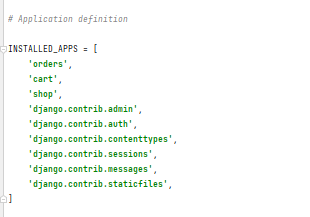 # Application definition
INSTALLED_APPS = [
'orders',
'cart',
'shop',
'django.contrib.admin',
'django.contrib.auth',
'django.contrib.contenttypes',
'django.contrib.sessions',
'django.contrib.messages',
'django.contrib.staticfiles',
]